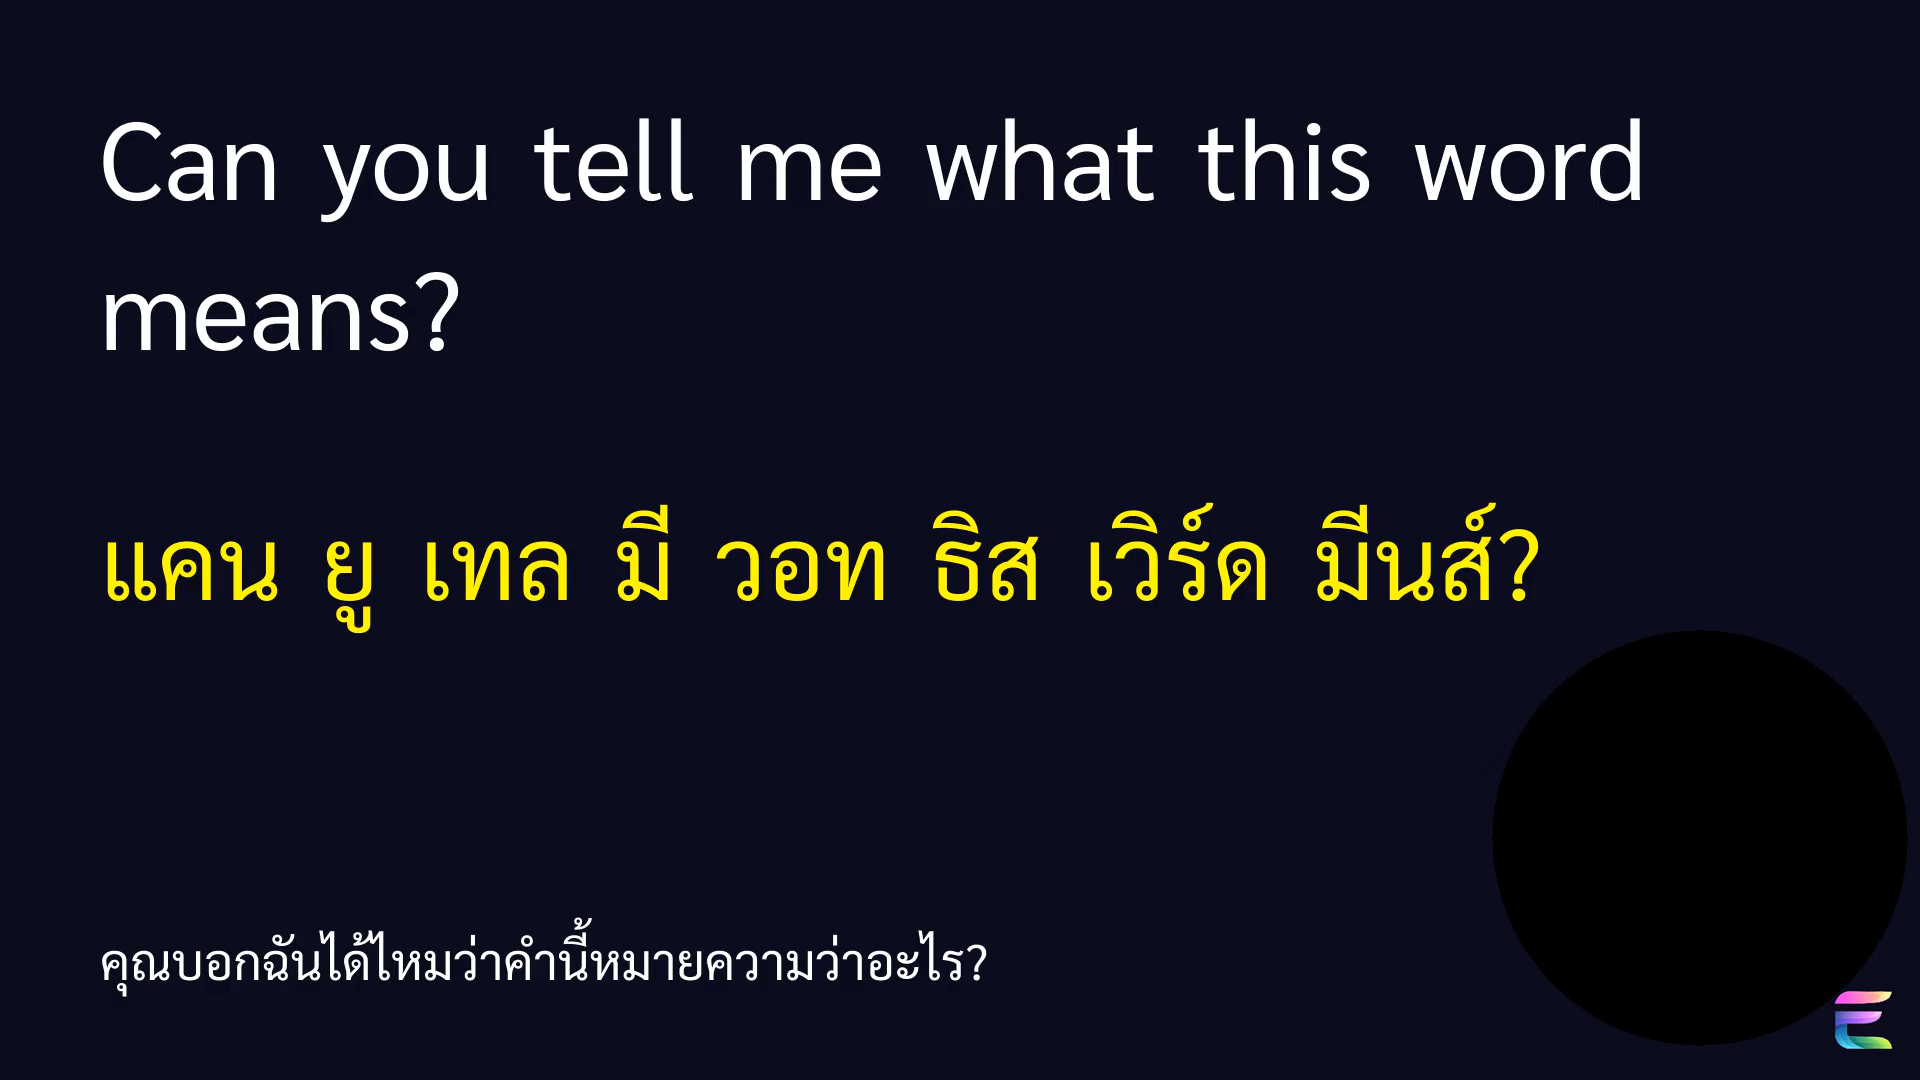 Can you tell me what this word
means?
แคน ยู เทล มี วอท ธิส เวิร์ด มีนส์?
คุณบอกฉันได้ไหมว่าคำนี้หมายความว่าอะไร?